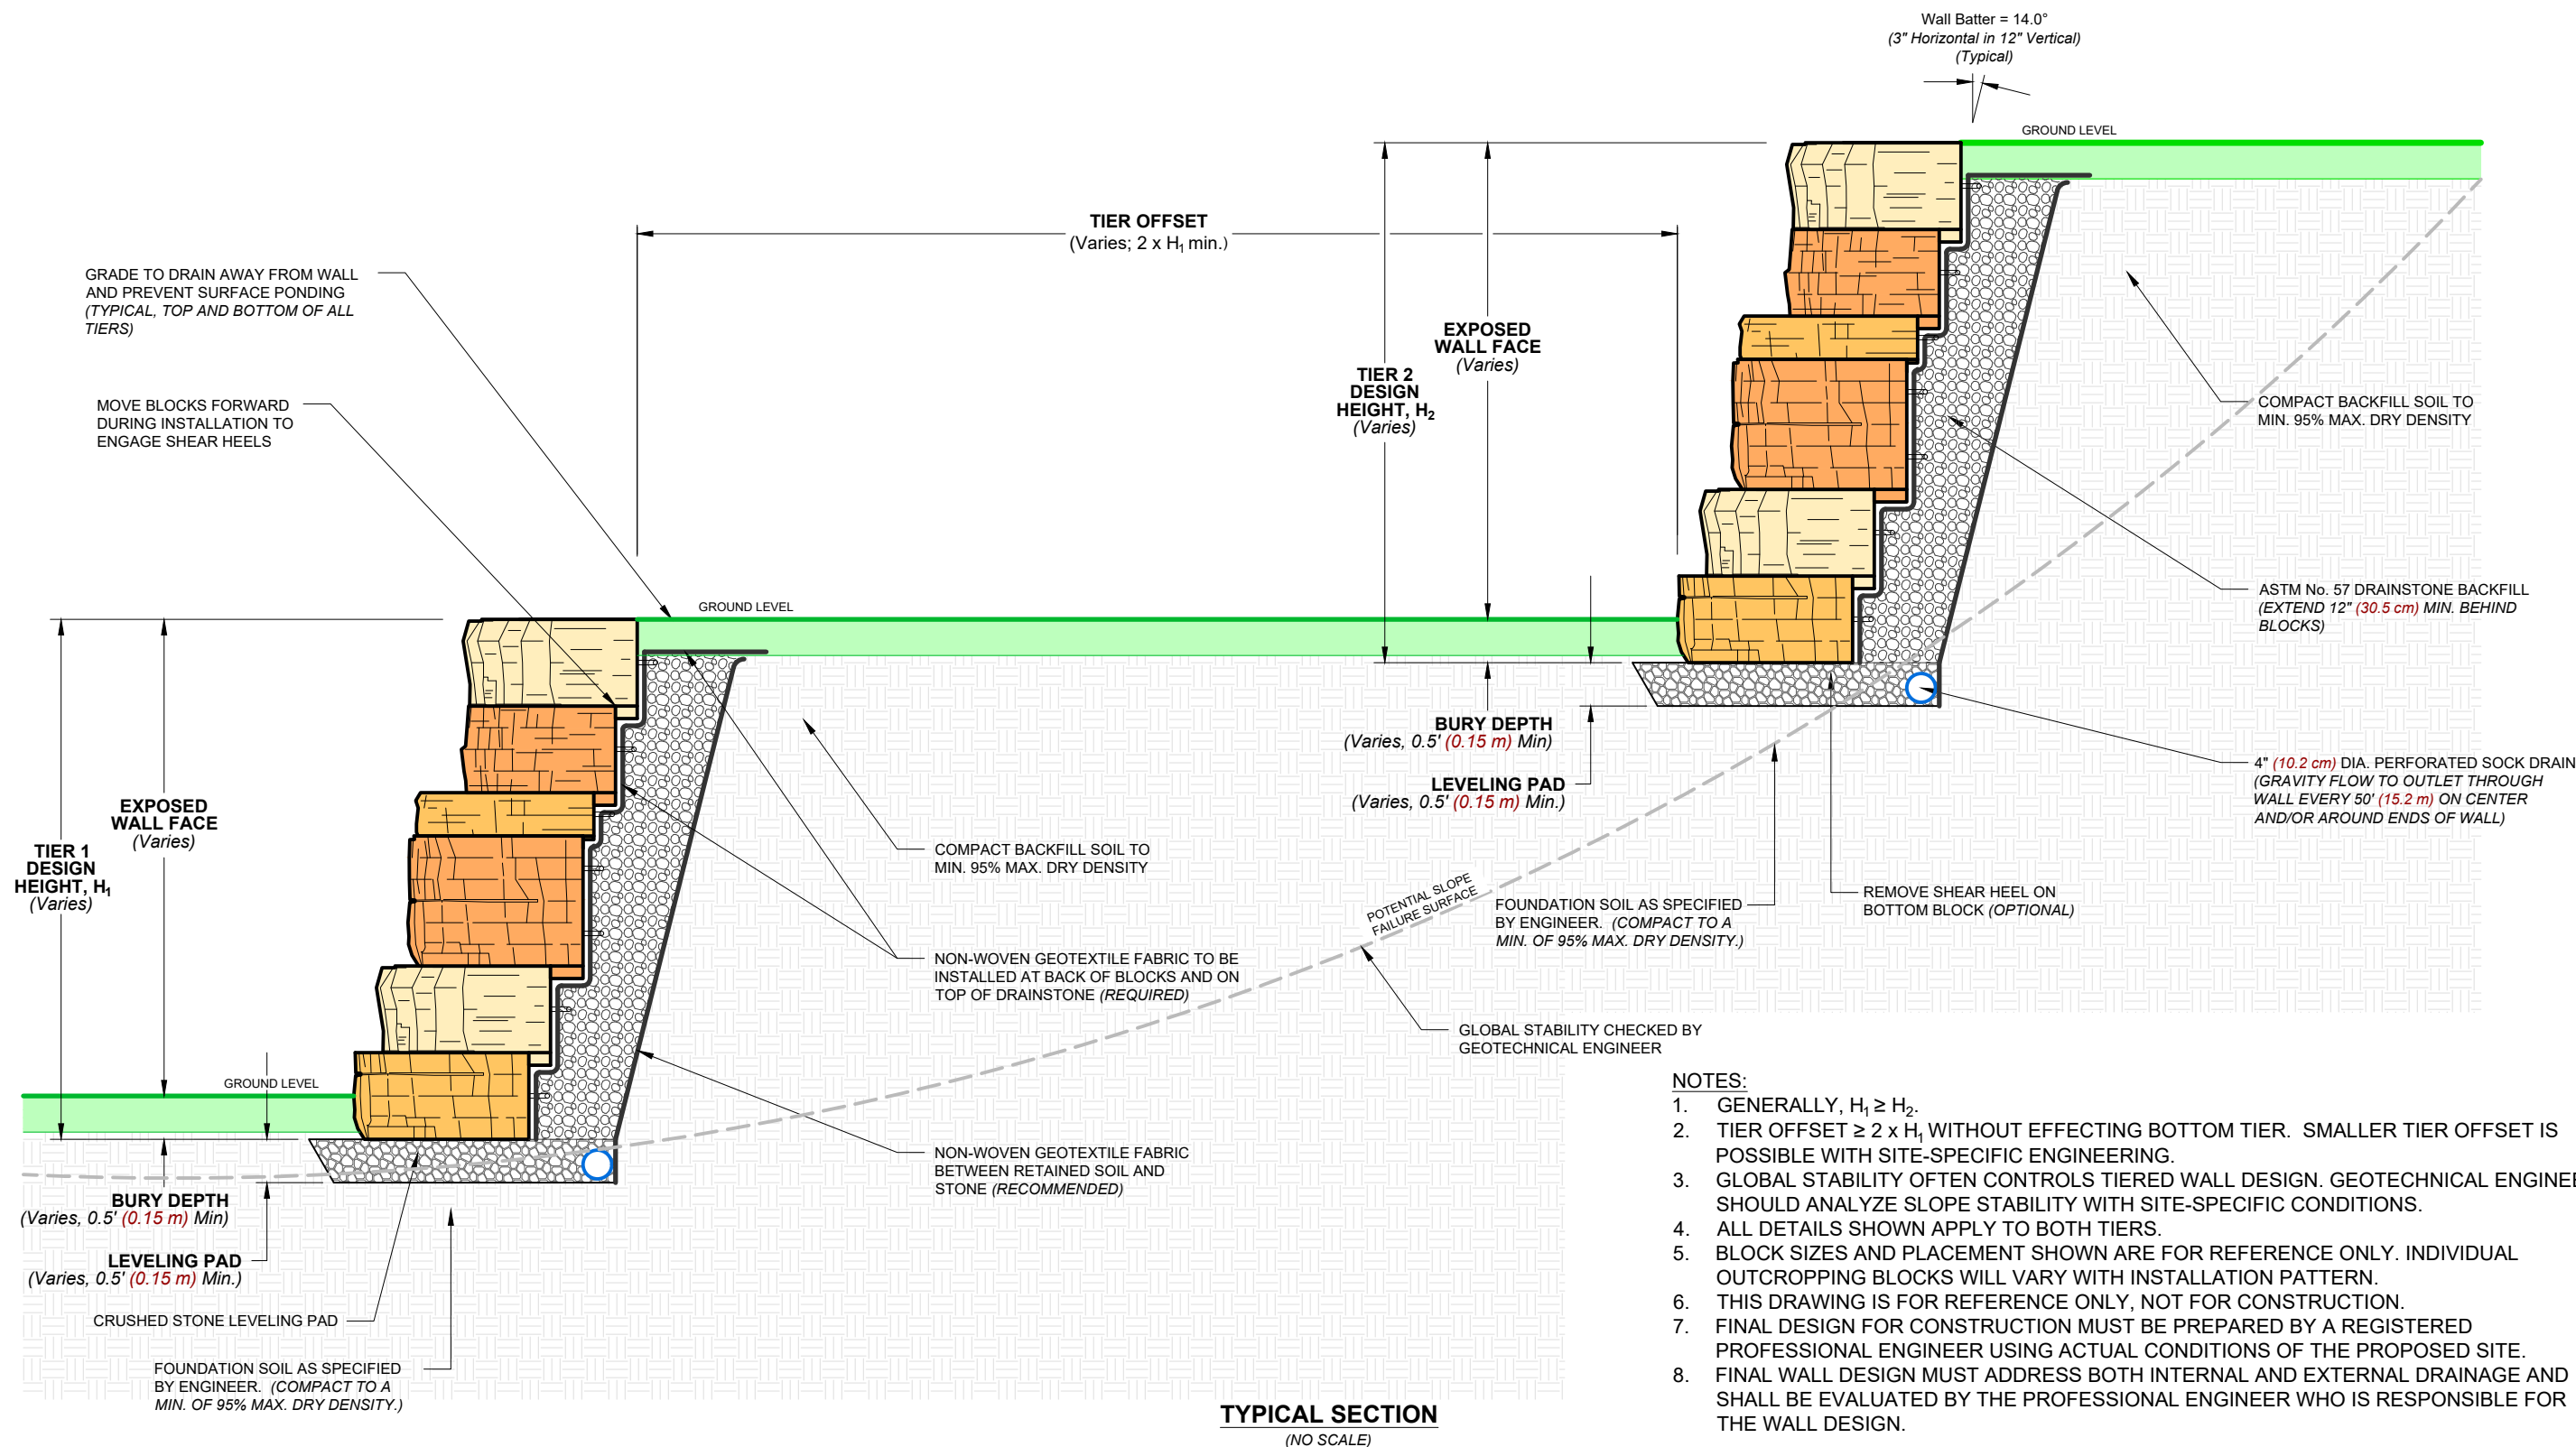 Wall Batter = 14.0°
(3" Horizontal in 12" Vertical)
(Typical)
GROUND LEVEL
TIER OFFSET
(Varies; 2 x H₁ min.)
GRADE TO DRAIN AWAY FROM WALL
AND PREVENT SURFACE PONDING
(TYPICAL, TOP AND BOTTOM OF ALL
TIERS)
MOVE BLOCKS FORWARD
DURING INSTALLATION TO
ENGAGE SHEAR HEELS
EXPOSED
WALL FACE
(Varies)
TIER 2
DESIGN
HEIGHT, H₂
(Varies)
COMPACT BACKFILL SOIL TO
MIN. 95% MAX. DRY DENSITY
ASTM No. 57 DRAINSTONE BACKFILL
(EXTEND 12" (30.5 cm) MIN. BEHIND
BLOCKS)
GROUND LEVEL
BURY DEPTH
(Varies, 0.5' (0.15 m) Min)
LEVELING PAD
(Varies, 0.5' (0.15 m) Min.)
4" (10.2 cm) DIA. PERFORATED SOCK DRAIN
(GRAVITY FLOW TO OUTLET THROUGH
WALL EVERY 50' (15.2 m) ON CENTER
AND/OR AROUND ENDS OF WALL)
EXPOSED
WALL FACE
(Varies)
TIER 1
DESIGN
HEIGHT, H₁
(Varies)
COMPACT BACKFILL SOIL TO
MIN. 95% MAX. DRY DENSITY
POTENTIAL SLOPE
FAILURE SURFACE
FOUNDATION SOIL AS SPECIFIED
BY ENGINEER. (COMPACT TO A
MIN. OF 95% MAX. DRY DENSITY.)
REMOVE SHEAR HEEL ON
BOTTOM BLOCK (OPTIONAL)
NON-WOVEN GEOTEXTILE FABRIC TO BE
INSTALLED AT BACK OF BLOCKS AND ON
TOP OF DRAINSTONE (REQUIRED)
GLOBAL STABILITY CHECKED BY
GEOTECHNICAL ENGINEER
GROUND LEVEL
NON-WOVEN GEOTEXTILE FABRIC
BETWEEN RETAINED SOIL AND
STONE (RECOMMENDED)
BURY DEPTH
(Varies, 0.5' (0.15 m) Min)
LEVELING PAD
(Varies, 0.5' (0.15 m) Min.)
CRUSHED STONE LEVELING PAD
FOUNDATION SOIL AS SPECIFIED
BY ENGINEER. (COMPACT TO A
MIN. OF 95% MAX. DRY DENSITY.)
NOTES:
1. GENERALLY, H₁ ≥ H₂.
2. TIER OFFSET ≥ 2 x H₁ WITHOUT EFFECTING BOTTOM TIER. SMALLER TIER OFFSET IS
POSSIBLE WITH SITE-SPECIFIC ENGINEERING.
3. GLOBAL STABILITY OFTEN CONTROLS TIERED WALL DESIGN. GEOTECHNICAL ENGINEE
SHOULD ANALYZE SLOPE STABILITY WITH SITE-SPECIFIC CONDITIONS.
4. ALL DETAILS SHOWN APPLY TO BOTH TIERS.
5. BLOCK SIZES AND PLACEMENT SHOWN ARE FOR REFERENCE ONLY. INDIVIDUAL
OUTCROPPING BLOCKS WILL VARY WITH INSTALLATION PATTERN.
6. THIS DRAWING IS FOR REFERENCE ONLY, NOT FOR CONSTRUCTION.
7. FINAL DESIGN FOR CONSTRUCTION MUST BE PREPARED BY A REGISTERED
PROFESSIONAL ENGINEER USING ACTUAL CONDITIONS OF THE PROPOSED SITE.
8. FINAL WALL DESIGN MUST ADDRESS BOTH INTERNAL AND EXTERNAL DRAINAGE AND
SHALL BE EVALUATED BY THE PROFESSIONAL ENGINEER WHO IS RESPONSIBLE FOR
THE WALL DESIGN.
TYPICAL SECTION
(NO SCALE)